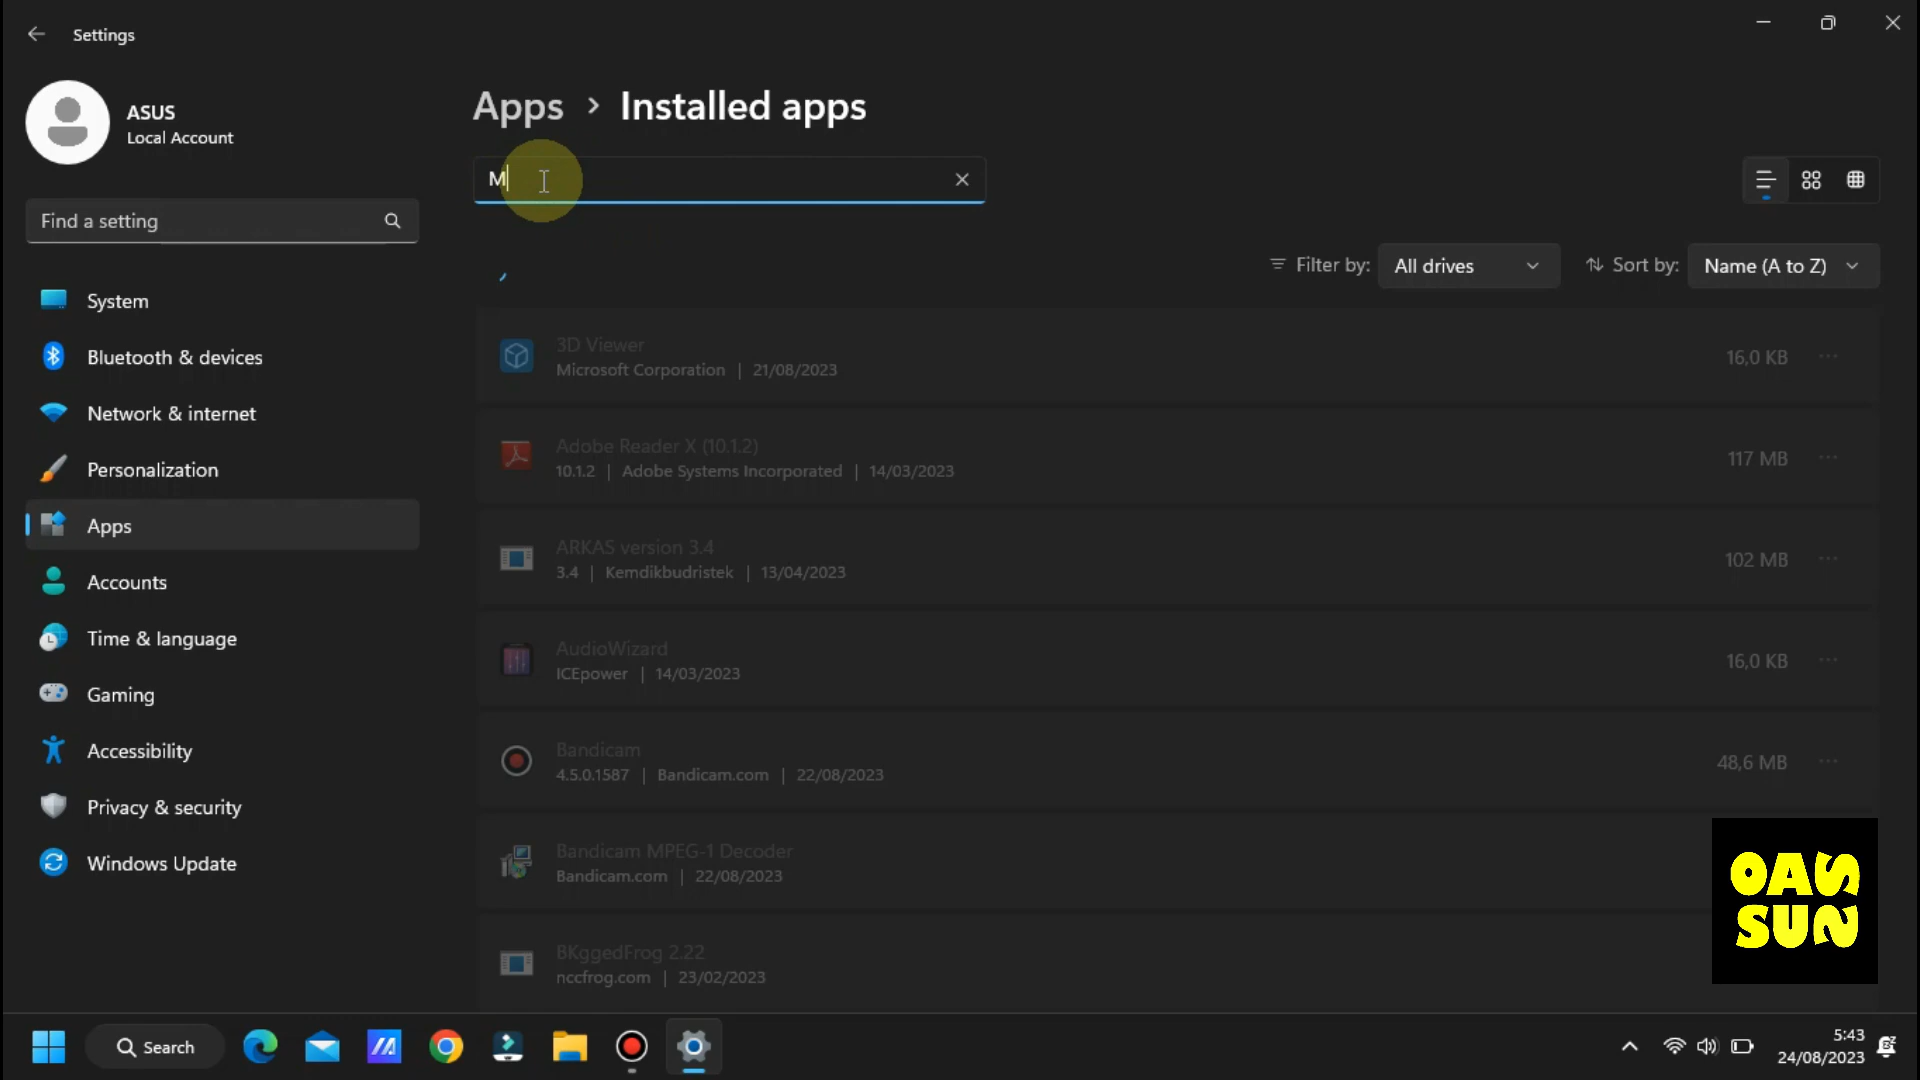 Settings
ASUS
Local Account
Find a setting
System
Bluetooth & devices
Network & internet
Personalization
Apps
Accounts
Time & language
Gaming
Accessibility
Privacy & security
Windows Update
Apps > Installed apps
M
Filter by: All drives
Sort by: Name (A to Z)
3D Viewer
Microsoft Corporation | 21/08/2023
16,0 KB
Adobe Reader X (10.1.2)
10.1.2 | Adobe Systems Incorporated | 14/03/2023
117 MB
ARKAS version 3.4
3.4 | Kemdikbudristek | 13/04/2023
102 MB
AudioWizard
ICEpower | 14/03/2023
16,0 KB
Bandicam
4.5.0.1587 | Bandicam.com | 22/08/2023
48,6 MB
Bandicam MPEG-1 Decoder
Bandicam.com | 22/08/2023
BKggedFrog 2.22
nccfrog.com | 23/02/2023
OAS
SUN
Search
5:43
24/08/2023